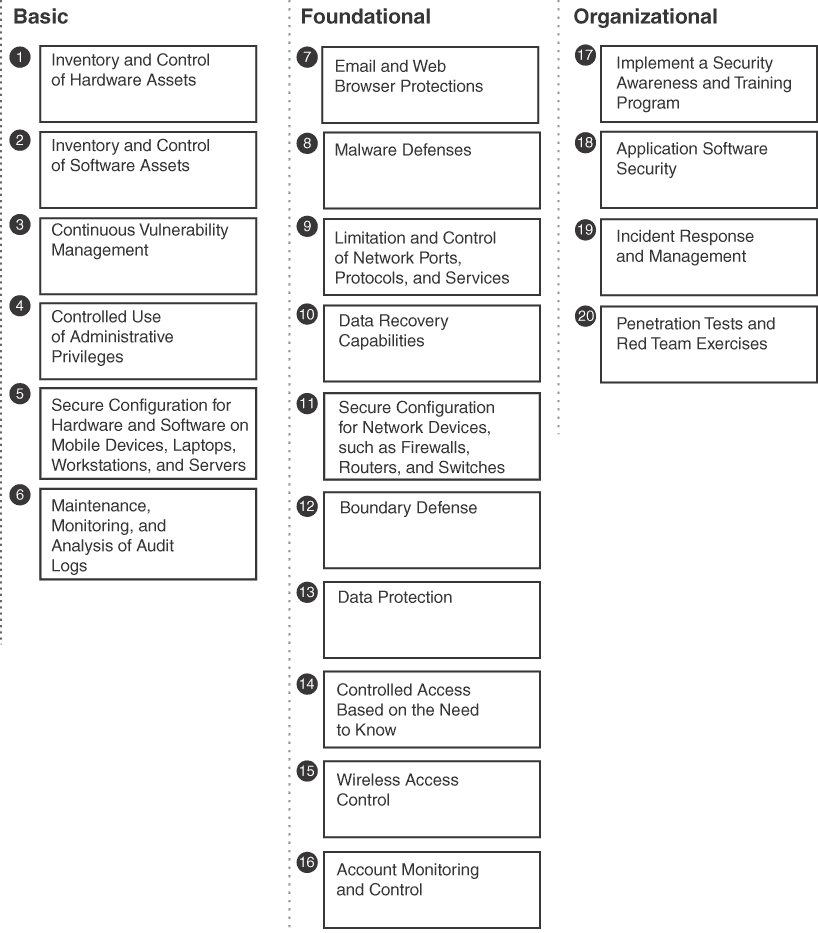 Basic
1
Inventory and Control
of Hardware Assets
2
Inventory and Control
of Software Assets
3
Continuous Vulnerability
Management
4
Controlled Use
of Administrative
Privileges
5
Secure Configuration for
Hardware and Software on
Mobile Devices, Laptops,
Workstations, and Servers
6
Maintenance,
Monitoring, and
Analysis of Audit
Logs
Foundational
7
Email and Web
Browser Protections
8
Malware Defenses
9
Limitation and Control
of Network Ports,
Protocols, and Services
10
Data Recovery
Capabilities
11
Secure Configuration
for Network Devices,
such as Firewalls,
Routers, and Switches
12
Boundary Defense
13
Data Protection
14
Controlled Access
Based on the Need
to Know
15
Wireless Access
Control
16
Account Monitoring
and Control
Organizational
17
Implement a Security
Awareness and Training
Program
18
Application Software
Security
19
Incident Response
and Management
20
Penetration Tests and
Red Team Exercises